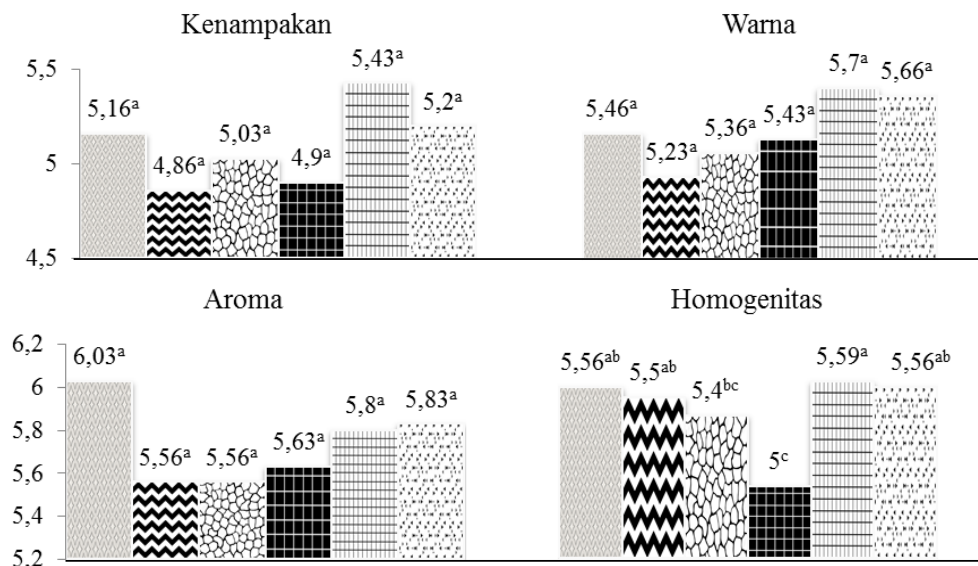 Kenampakan
5,5
5
4,5
5,16ᵃ
4,86ᵃ
5,03ᵃ
4,9ᵃ
5,43ᵃ
5,2ᵃ
Warna
5,46ᵃ
5,23ᵃ
5,36ᵃ
5,43ᵃ
5,7ᵃ
5,66ᵃ
Aroma
6,2
6
5,8
5,6
5,4
5,2
6,03ᵃ
5,56ᵃ
5,56ᵃ
5,63ᵃ
5,8ᵃ
5,83ᵃ
Homogenitas
5,56ᵃᵇ
5,5ᵃᵇ
5,4ᵇᶜ
5ᶜ
5,59ᵃ
5,56ᵃᵇ